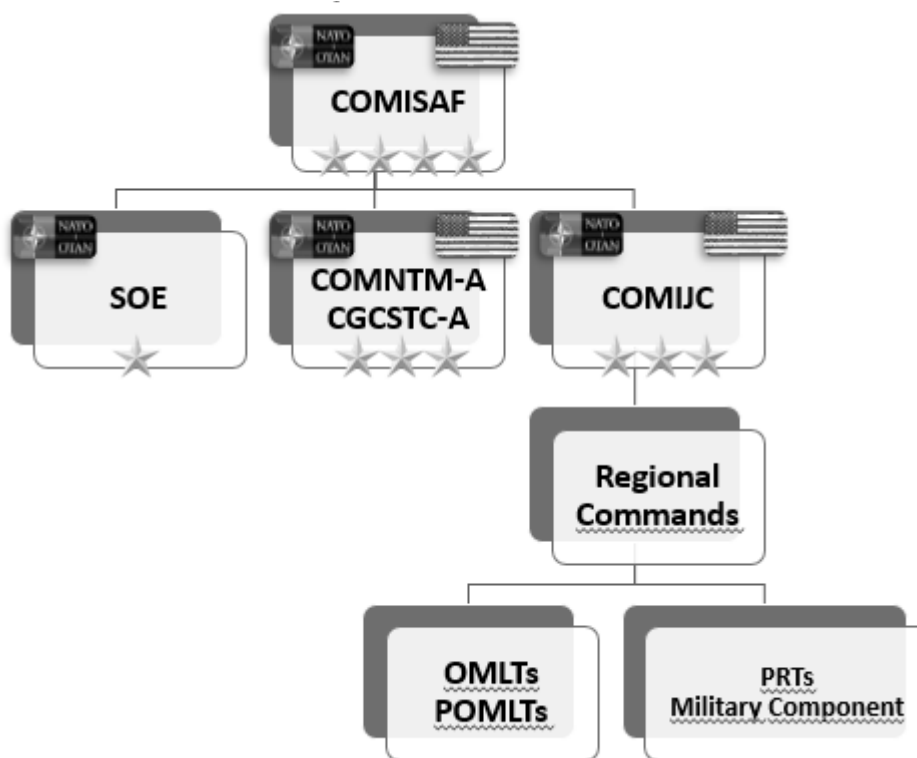 NATO
OTAN
COMISAF
NATO
OTAN
SOE
NATO
OTAN
COMNTM-A
CGCSTC-A
NATO
OTAN
COMIJC
Regional
Commands
OMLTs
POMLTs
PRTs
Military Component